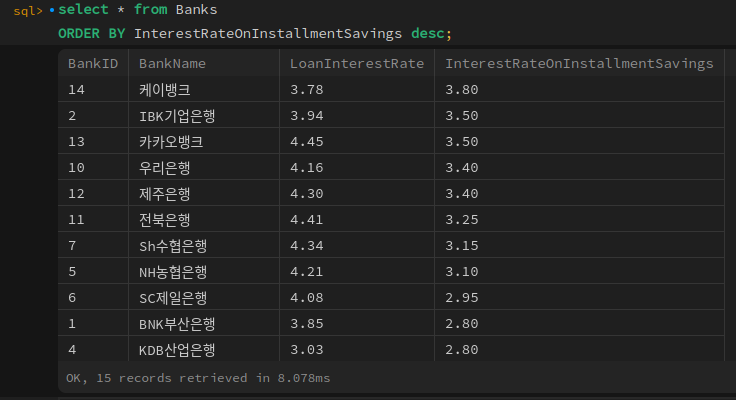 sql> select * from Banks
ORDER BY InterestRateOnInstallmentSavings desc;
BankID BankName LoanInterestRate InterestRateOnInstallmentSavings
14 케이뱅크 3.78 3.80
2 IBK기업은행 3.94 3.50
13 카카오뱅크 4.45 3.50
10 우리은행 4.16 3.40
12 제주은행 4.30 3.40
11 전북은행 4.41 3.25
7 Sh수협은행 4.34 3.15
5 NH농협은행 4.21 3.10
6 SC제일은행 4.08 2.95
1 BNK부산은행 3.85 2.80
4 KDB산업은행 3.03 2.80
OK, 15 records retrieved in 8.078ms